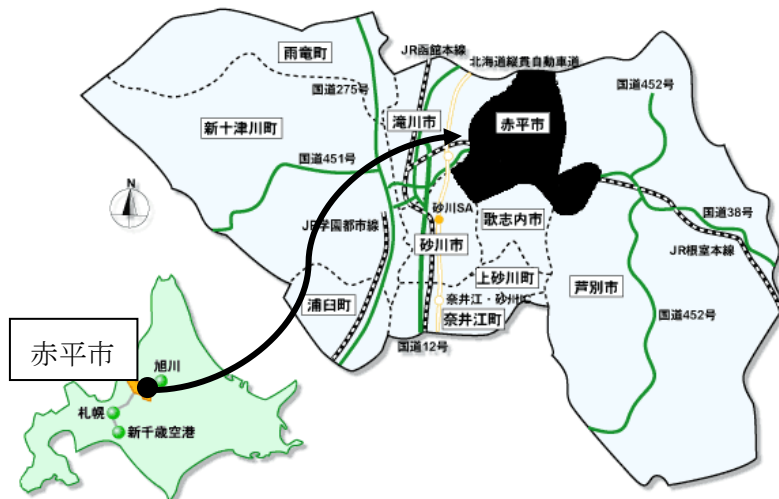 雨竜町
JR函館本線
北海道縦貫自動車道
国道275号
国道452号
新十津川町
滝川市
赤平市
国道451号
砂川SA
歌志内市
国道38号
JR学園都市線
砂川市
JR根室本線
上砂川町
芦別市
浦臼町
奈井江・砂川IC
奈井江町
国道452号
国道12号
N
赤平市
旭川
札幌
新千歳空港